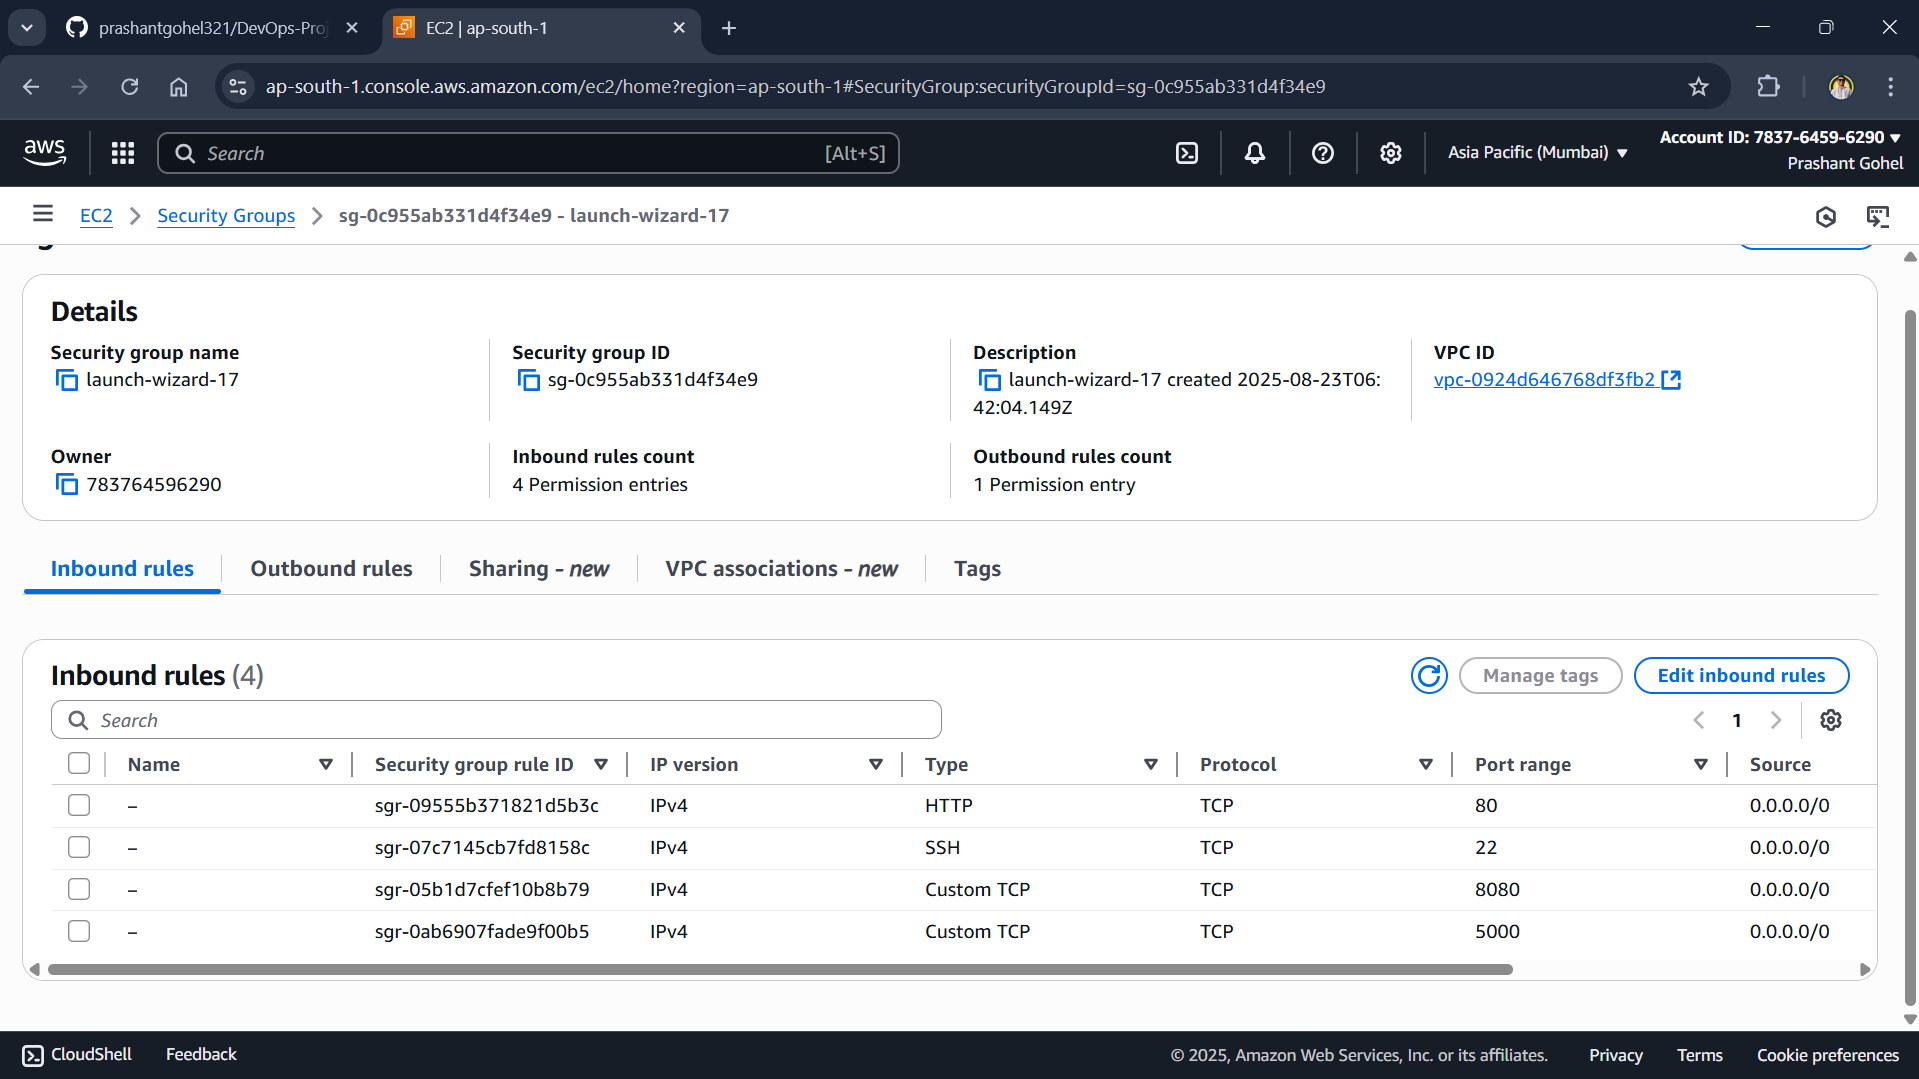 prashantgohel321/DevOps-Proj
EC2 | ap-south-1
ap-south-1.console.aws.amazon.com/ec2/home?region=ap-south-1#SecurityGroup:securityGroupId=sg-0c955ab331d4f34e9
aws
Search
[Alt+S]
Asia Pacific (Mumbai)
Account ID: 7837-6459-6290
Prashant Gohel
EC2
Security Groups
sg-0c955ab331d4f34e9 - launch-wizard-17
Details
Security group name
launch-wizard-17
Security group ID
sg-0c955ab331d4f34e9
Description
launch-wizard-17 created 2025-08-23T06:
42:04.149Z
VPC ID
vpc-0924d646768df3fb2
Owner
783764596290
Inbound rules count
4 Permission entries
Outbound rules count
1 Permission entry
Inbound rules
Outbound rules
Sharing - new
VPC associations - new
Tags
Inbound rules (4)
Manage tags
Edit inbound rules
Search
1
Name Security group rule ID IP version Type Protocol Port range Source
– sgr-09555b371821d5b3c IPv4 HTTP TCP 80 0.0.0.0/0
– sgr-07c7145cb7fd8158c IPv4 SSH TCP 22 0.0.0.0/0
– sgr-05b1d7cfef10b8b79 IPv4 Custom TCP TCP 8080 0.0.0.0/0
– sgr-0ab6907fade9f00b5 IPv4 Custom TCP TCP 5000 0.0.0.0/0
CloudShell
Feedback
© 2025, Amazon Web Services, Inc. or its affiliates.
Privacy
Terms
Cookie preferences